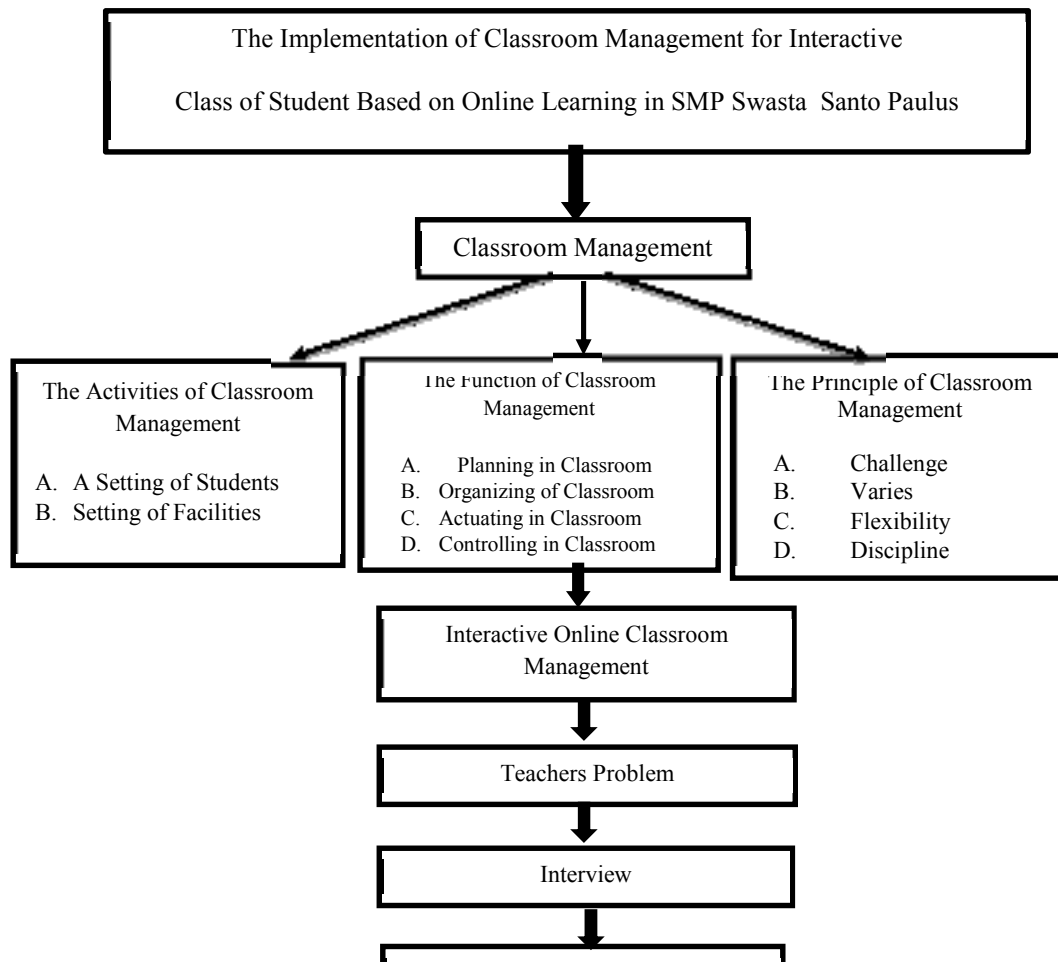 The Implementation of Classroom Management for Interactive
Class of Student Based on Online Learning in SMP Swasta Santo Paulus
Classroom Management
The Activities of Classroom
Management
A. A Setting of Students
B. Setting of Facilities
The Function of Classroom
Management
A. Planning in Classroom
B. Organizing of Classroom
C. Actuating in Classroom
D. Controlling in Classroom
The Principle of Classroom
Management
A. Challenge
B. Varies
C. Flexibility
D. Discipline
Interactive Online Classroom
Management
Teachers Problem
Interview